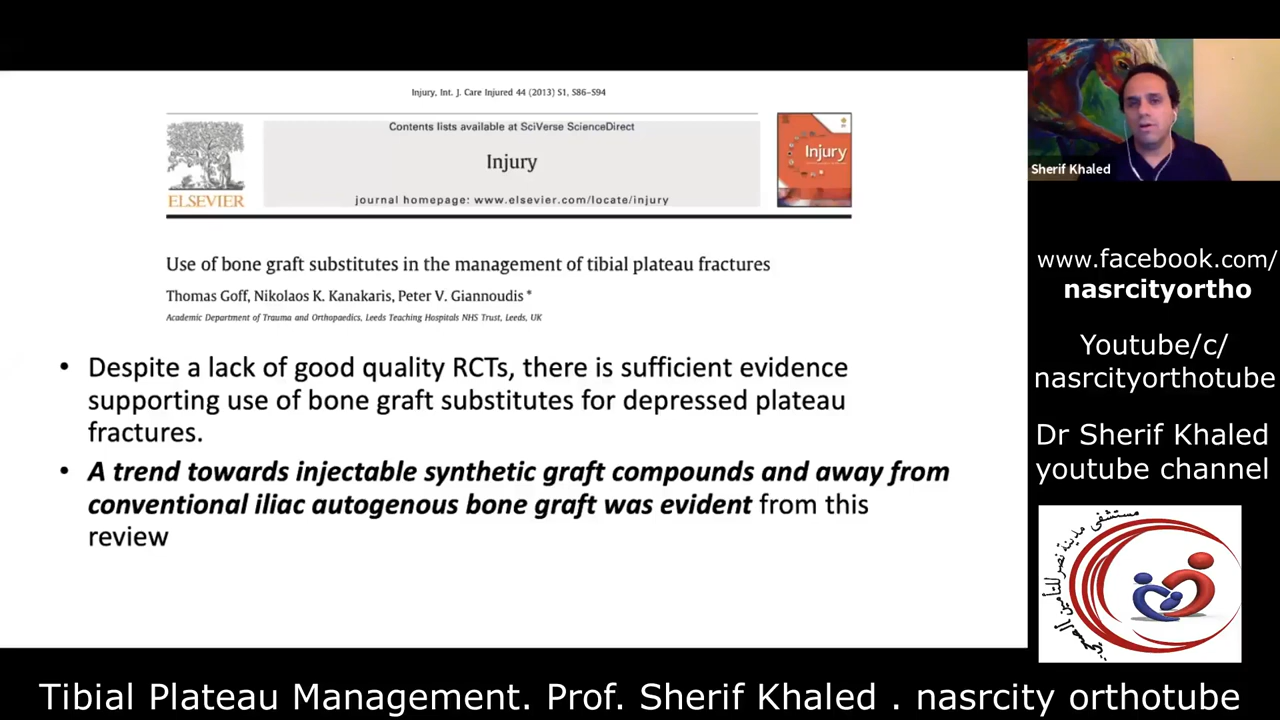 Injury, Int. J. Care Injured 44 (2013) S1, S86–S94
Contents lists available at SciVerse ScienceDirect
Injury
journal homepage: www.elsevier.com/locate/injury
ELSEVIER
Injury
Use of bone graft substitutes in the management of tibial plateau fractures
Thomas Goff, Nikolaos K. Kanakaris, Peter V. Giannoudis *
Academic Department of Trauma and Orthopaedics, Leeds Teaching Hospitals NHS Trust, Leeds, UK
• Despite a lack of good quality RCTs, there is sufficient evidence
supporting use of bone graft substitutes for depressed plateau
fractures.
• A trend towards injectable synthetic graft compounds and away from
conventional iliac autogenous bone graft was evident from this
review
Sherif Khaled
www.facebook.com/
nasrcityortho
Youtube/c/
nasrcityorthotube
Dr Sherif Khaled
youtube channel
مستشفى مدينة نصر للتأمين الصحي
Tibial Plateau Management. Prof. Sherif Khaled . nasrcity orthotube